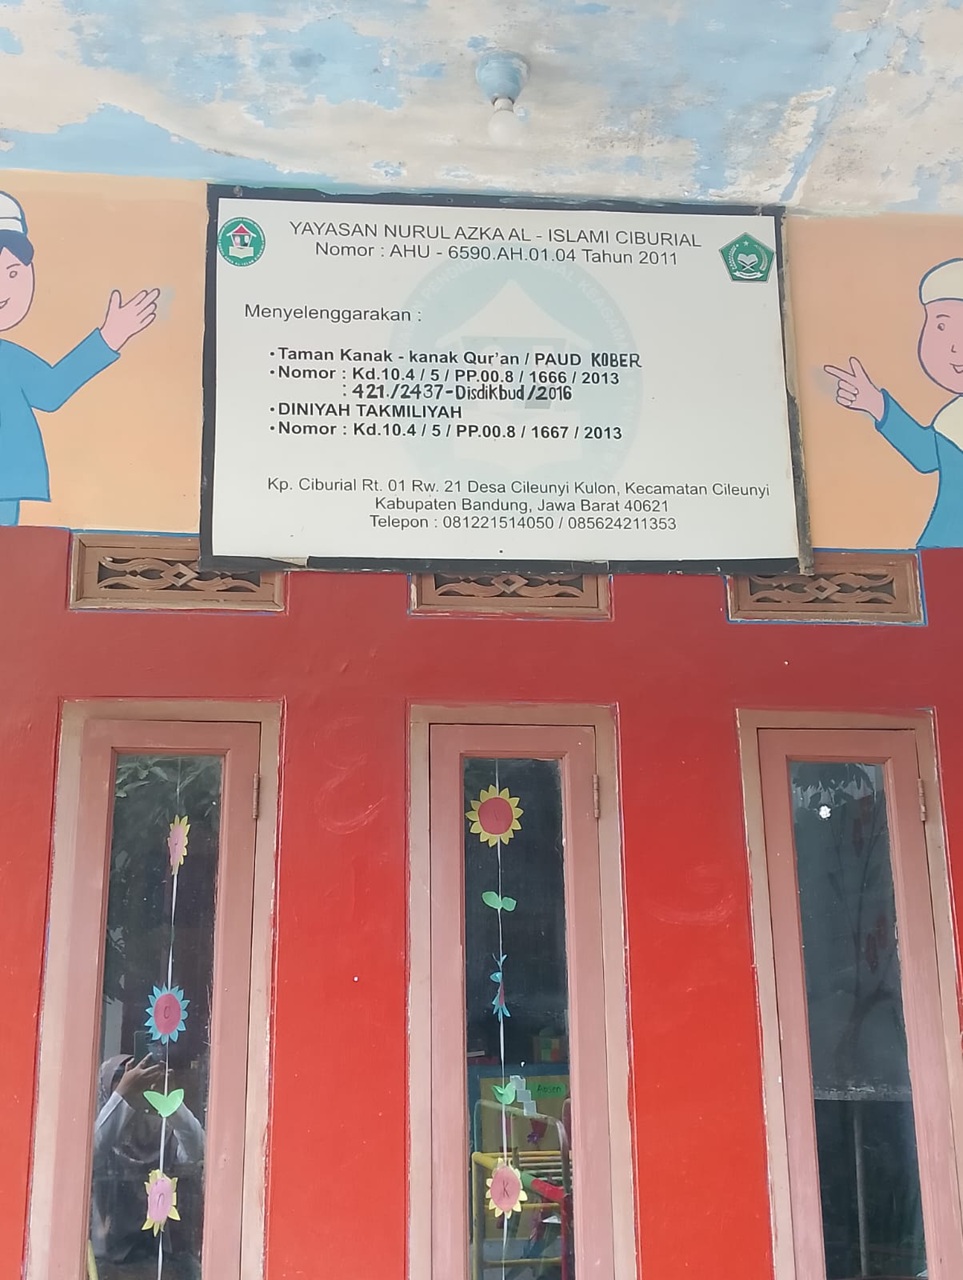 YAYASAN NURUL AZKA AL - ISLAMI CIBURIAL
Nomor : AHU - 6590.AH.01.04 Tahun 2011
Menyelenggarakan :
• Taman Kanak - kanak Qur'an / PAUD KOBER
• Nomor : Kd.10.4 / 5 / PP.00.8 / 1666 / 2013
: 421./2437-Disdikbud/2016
• DINIYAH TAKMILIYAH
• Nomor : Kd.10.4 / 5 / PP.00.8 / 1667 / 2013
Kp. Ciburial Rt. 01 Rw. 21 Desa Cileunyi Kulon, Kecamatan Cileunyi
Kabupaten Bandung, Jawa Barat 40621
Telepon : 081221514050 / 085624211353
O
K